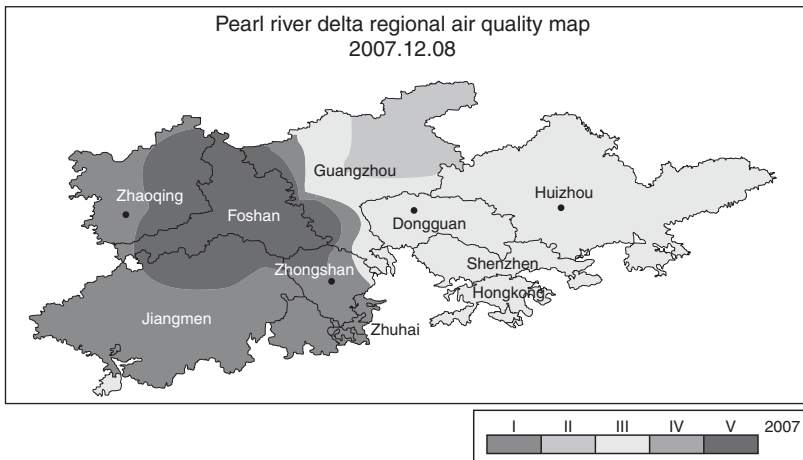 Pearl river delta regional air quality map
2007.12.08
Guangzhou
Zhaoqing
Huizhou
Foshan
Dongguan
Shenzhen
Zhongshan
Hongkong
Jiangmen
Zhuhai
I II III IV V 2007